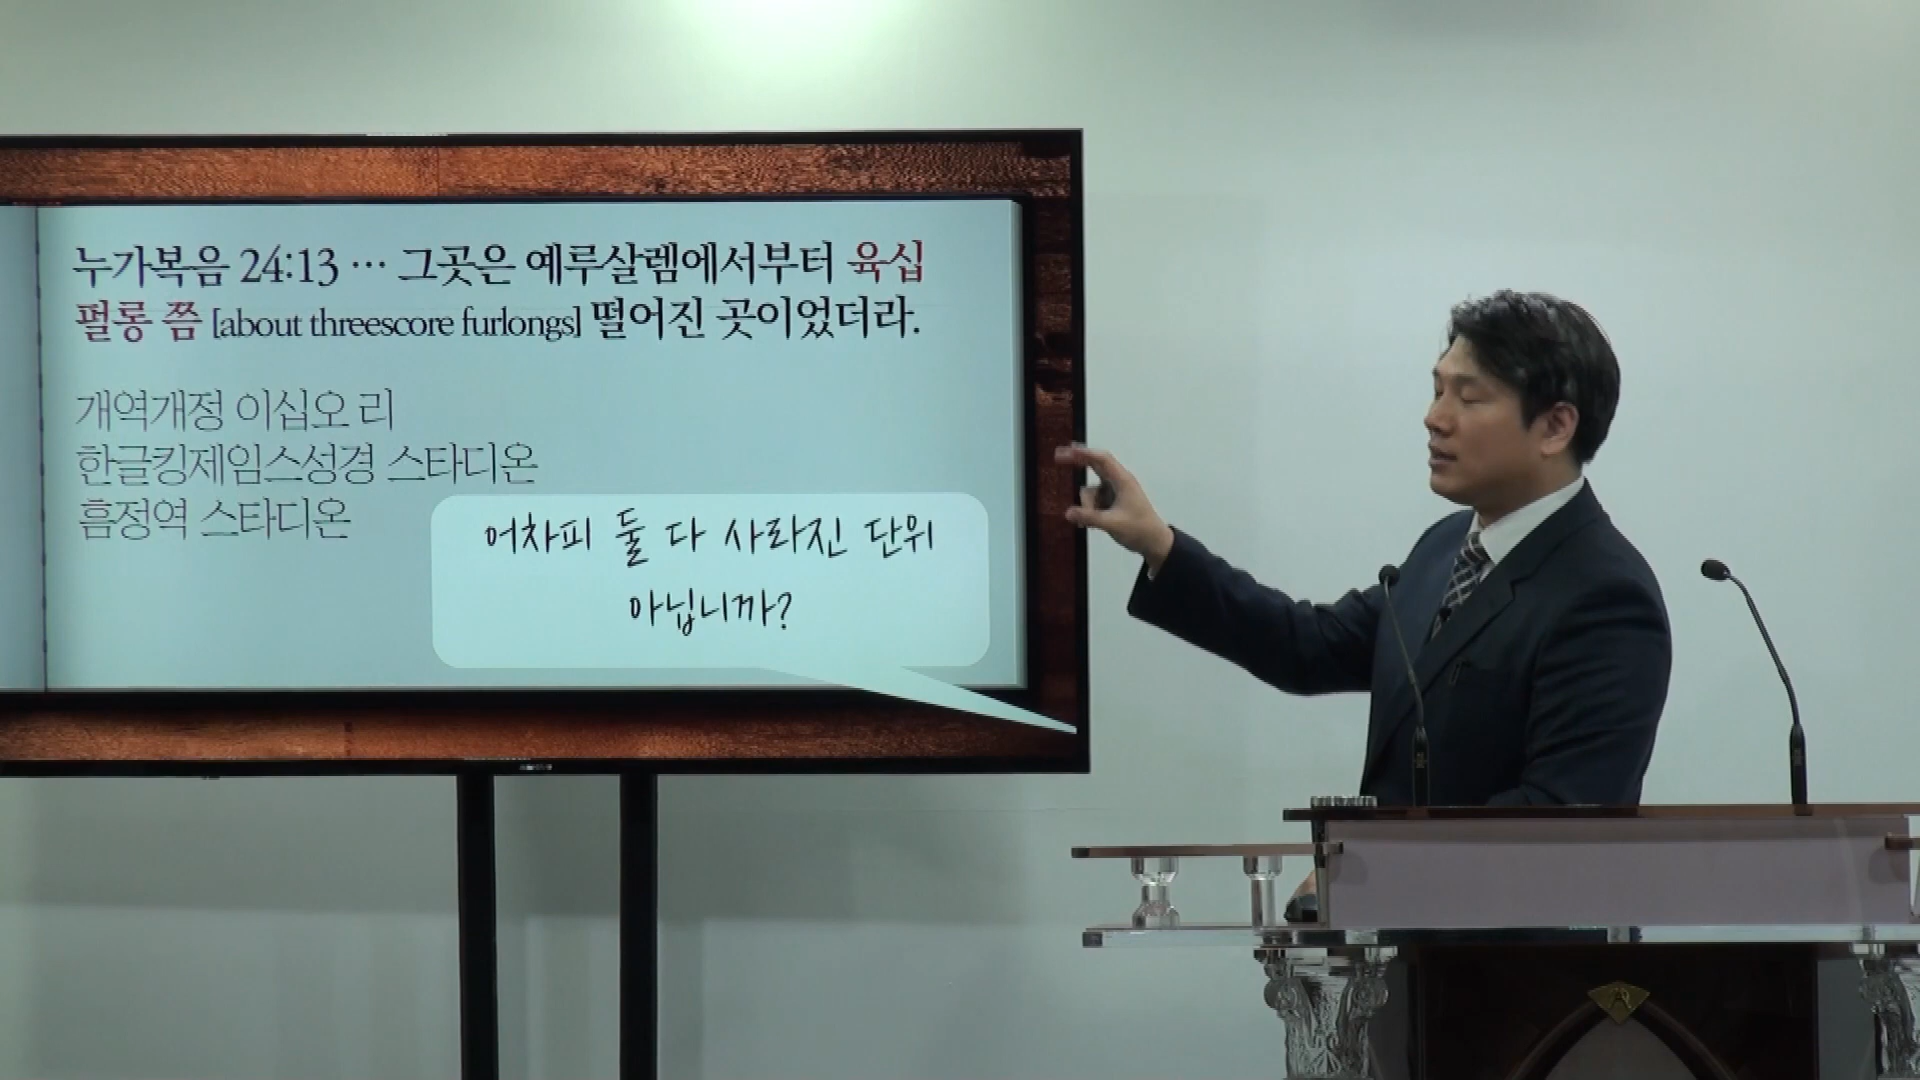 누가복음 24:13 … 그곳은 예루살렘에서부터 육십
펄롱 쯤 [about threescore furlongs] 떨어진 곳이었더라.
개역개정 이십오 리
한글킹제임스성경 스타디온
흠정역 스타디온
어차피 둘 다 사라진 단위
아닙니까?